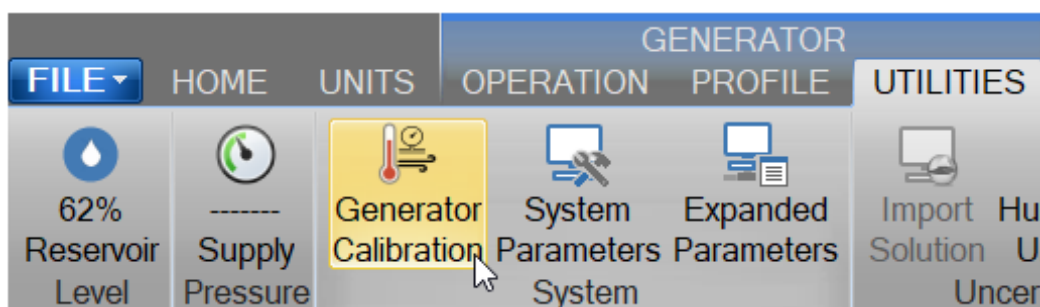 GENERATOR
FILE HOME UNITS OPERATION PROFILE UTILITIES
62% ------- Generator System Expanded Import
Reservoir Supply Calibration Parameters Parameters Solution
Level Pressure System